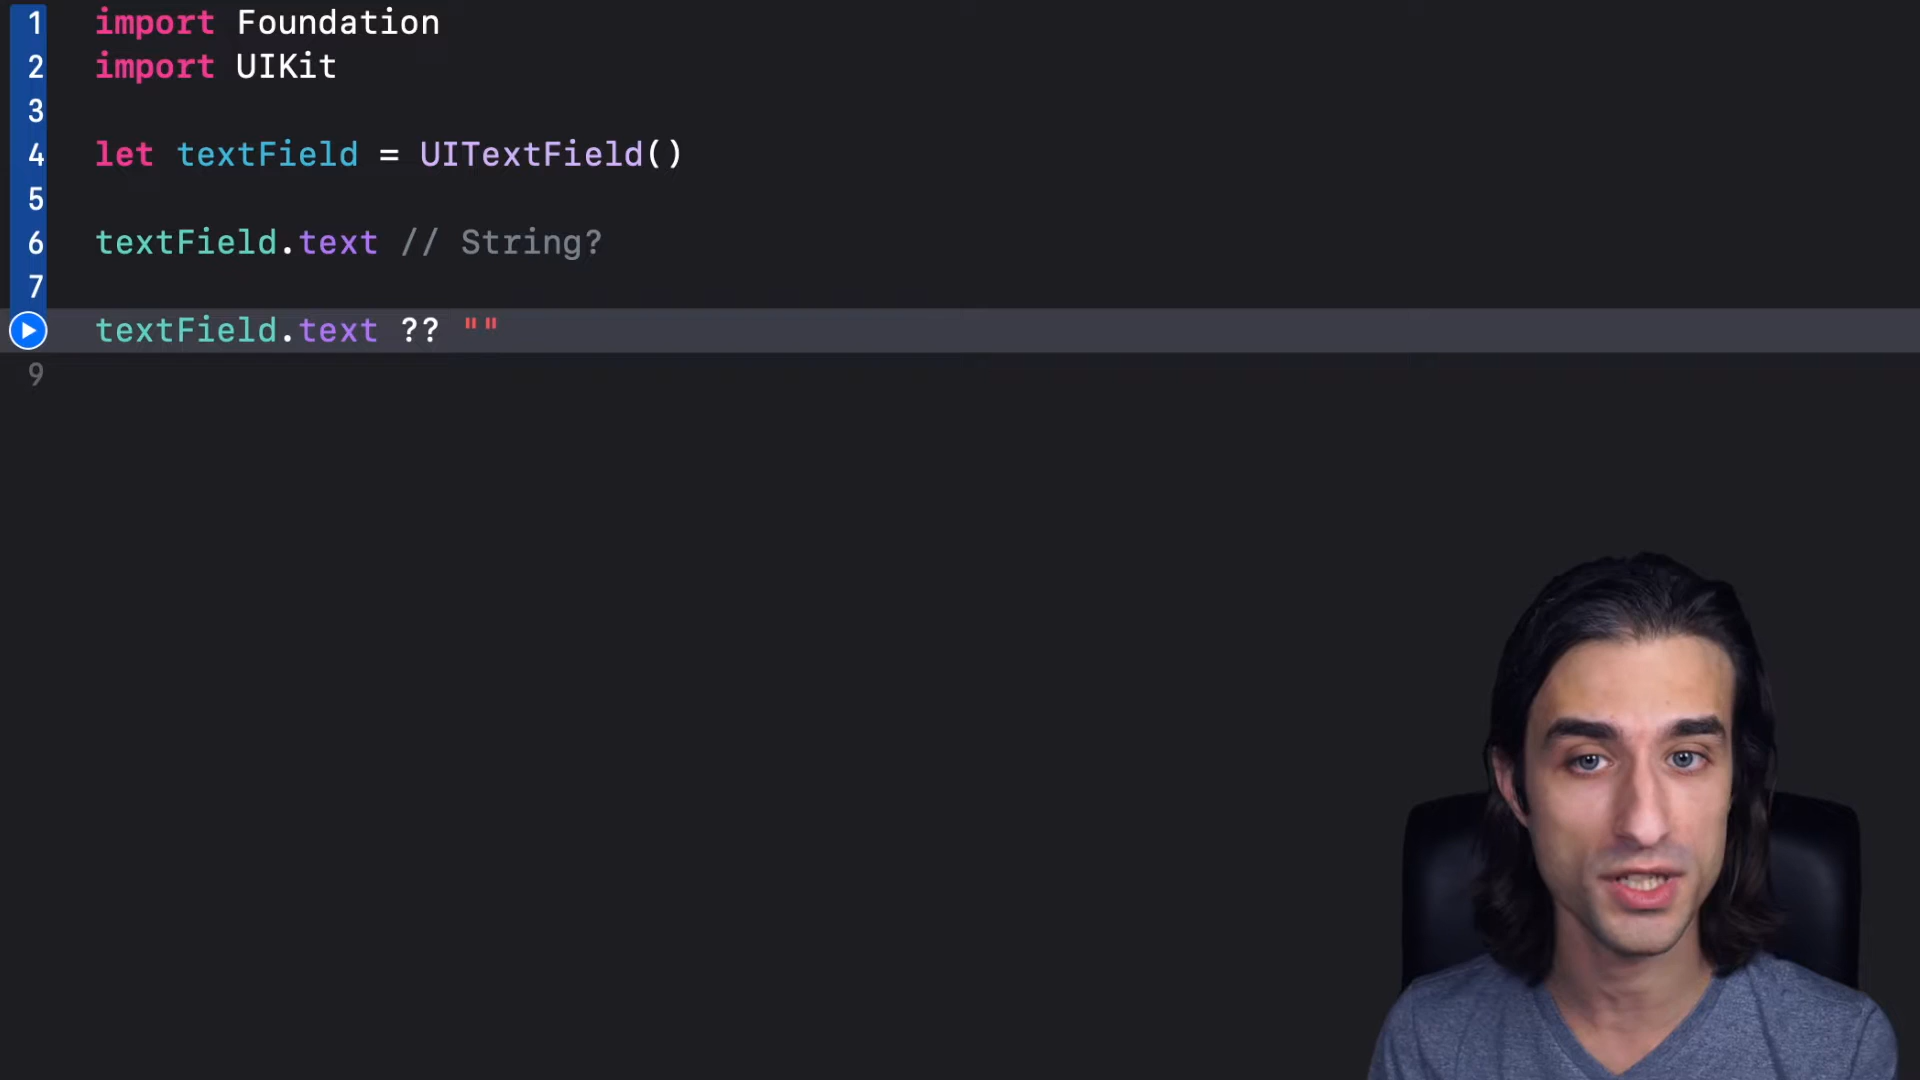 1 import Foundation
2 import UIKit
3
4 let textField = UITextField()
5
6 textField.text // String?
7
textField.text ?? ""
9